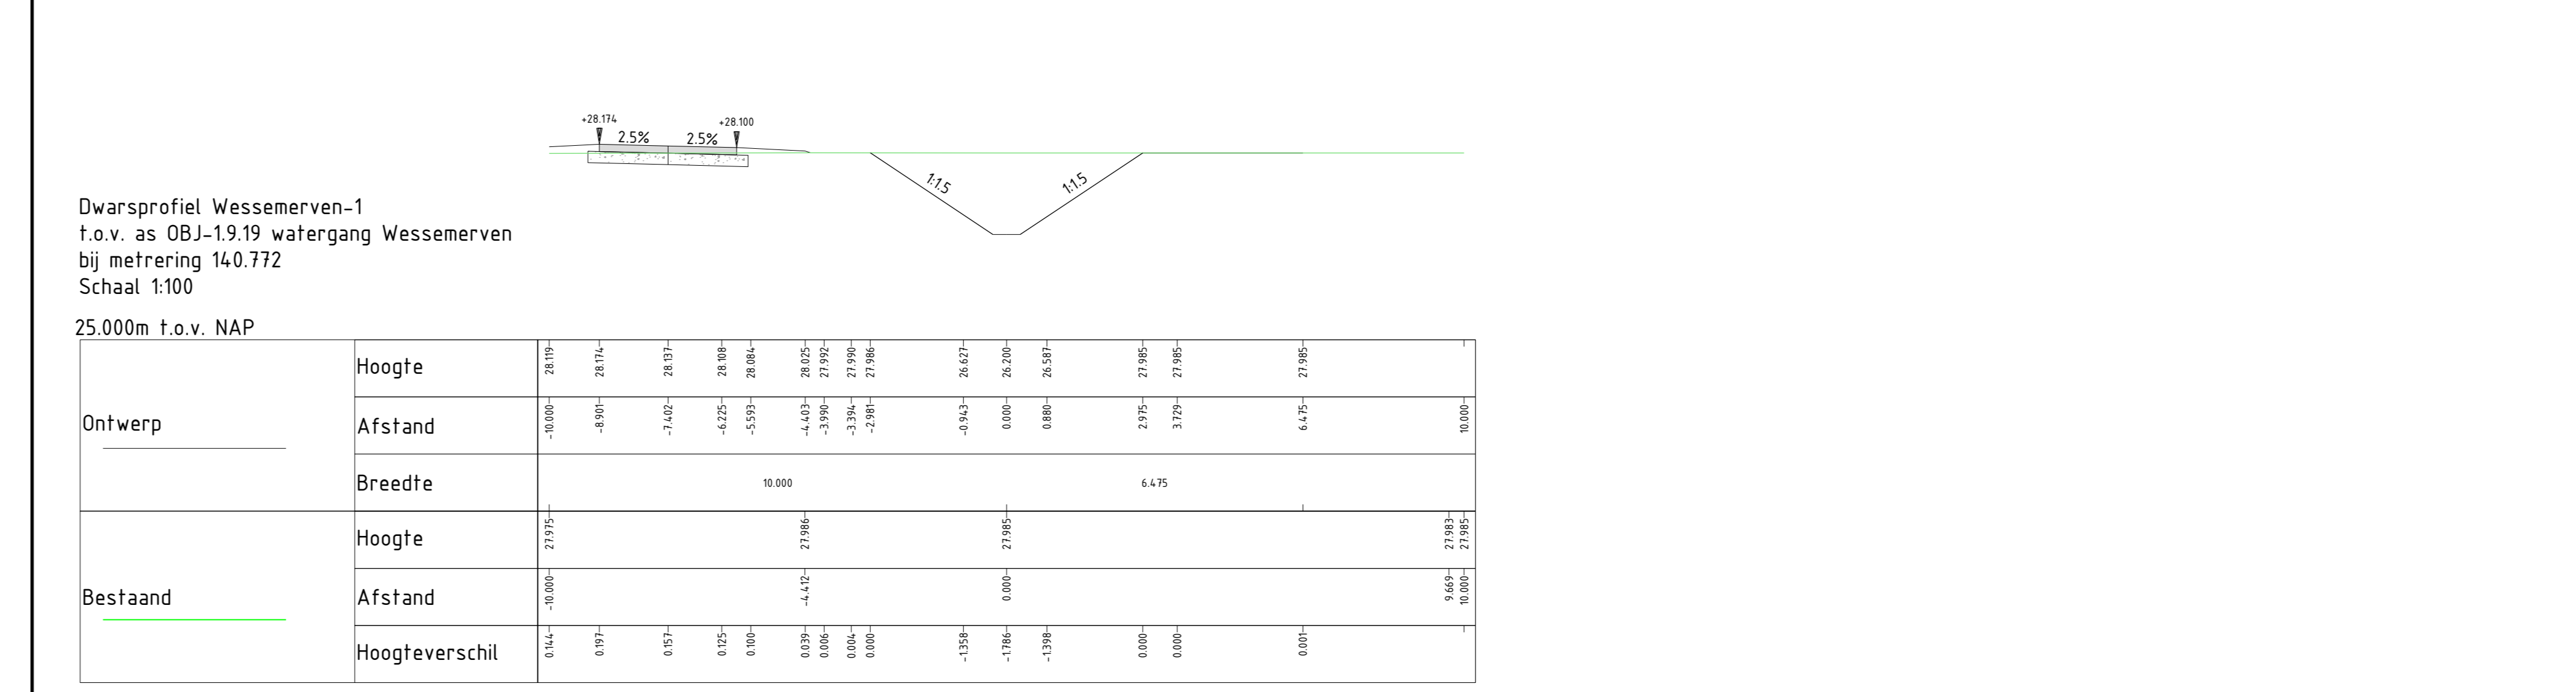 +28.174
+28.100
2.5%
2.5%
1:1.5
1:1.5
Dwarsprofiel Wessemerven-1
t.o.v. as OBJ-1.9.19 watergang Wessemerven
bij metrering 140.772
Schaal 1:100
25.000m t.o.v. NAP
Ontwerp
Hoogte
28.119 28.174 28.137 28.108 28.084 28.025 27.992 27.990 27.986 26.627 26.200 26.587 27.985 27.985 27.985
Afstand
-10.000 -8.901 -7.402 -6.225 -5.593 -4.403 -3.990 -3.394 -2.981 -0.943 0.000 0.880 2.975 3.729 6.475 10.000
Breedte
10.000 6.475
Bestaand
Hoogte
27.975 27.986 27.985 27.983 27.985
Afstand
-10.000 -4.412 0.000 9.669 10.000
Hoogteverschil
0.144 0.197 0.157 0.125 0.100 0.039 0.006 0.004 0.000 -1.358 -1.786 -1.398 0.000 0.000 0.001